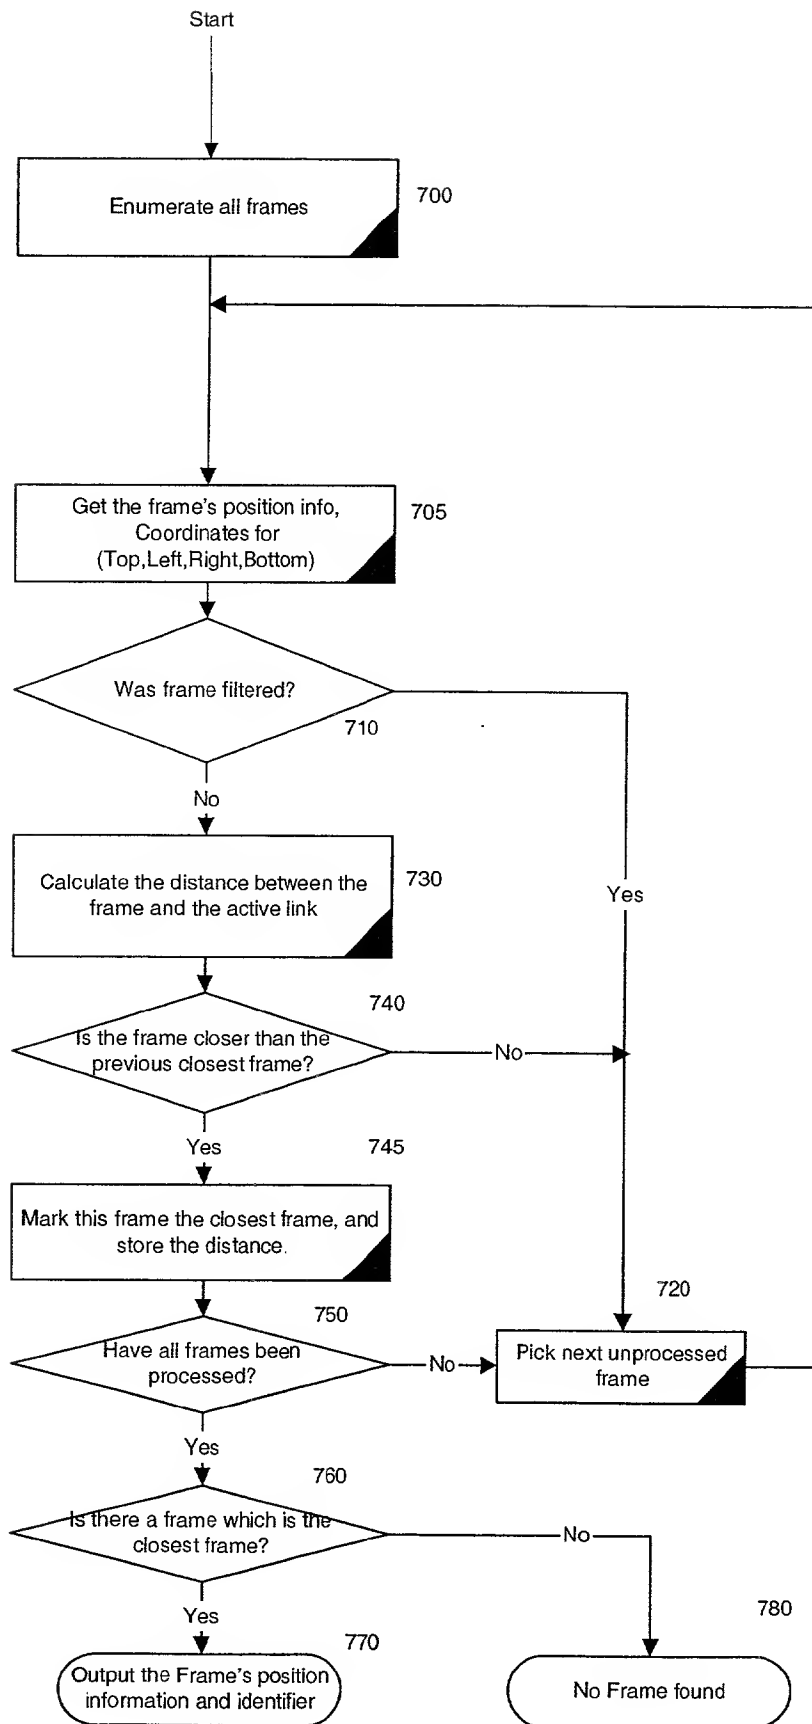 Start
Enumerate all frames
700
Get the frame's position info,
Coordinates for
(Top,Left,Right,Bottom)
705
Was frame filtered?
710
No
Yes
Calculate the distance between the
frame and the active link
730
740
Is the frame closer than the
previous closest frame?
No
Yes
745
Mark this frame the closest frame, and
store the distance.
720
750
Have all frames been
processed?
No
Pick next unprocessed
frame
Yes
760
Is there a frame which is the
closest frame?
No
Yes
780
770
Output the Frame's position
information and identifier
No Frame found